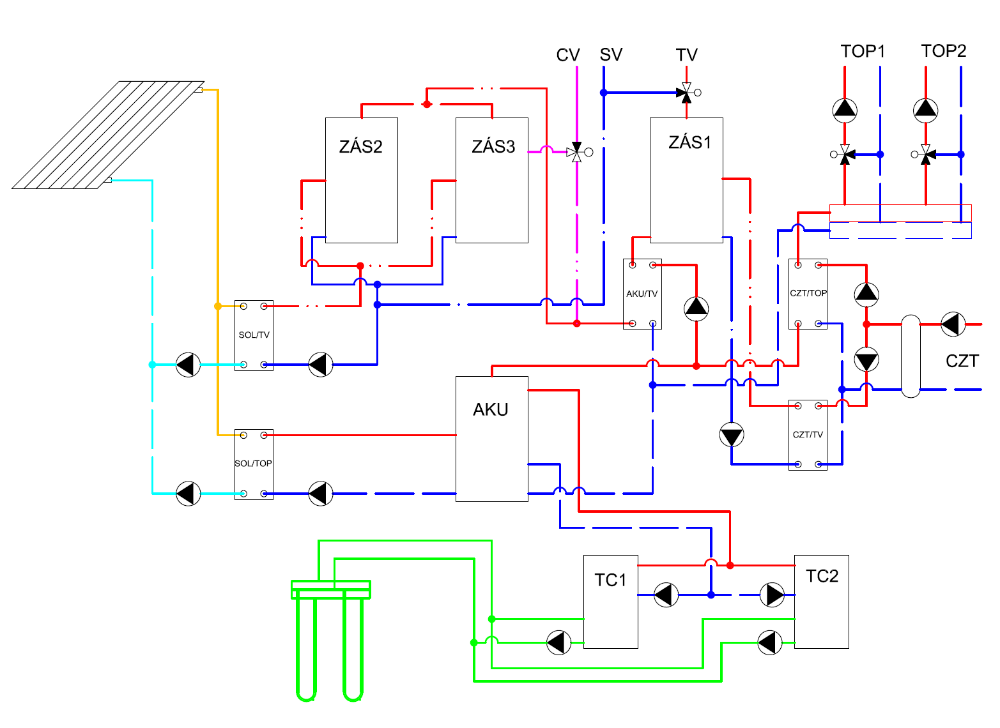 TOP1
TOP2
CV
SV
TV
ZÁS2
ZÁS3
ZÁS1
AKU/TV
CZT/TOP
SOL/TV
CZT
AKU
CZT/TV
SOL/TOP
TC1
TC2